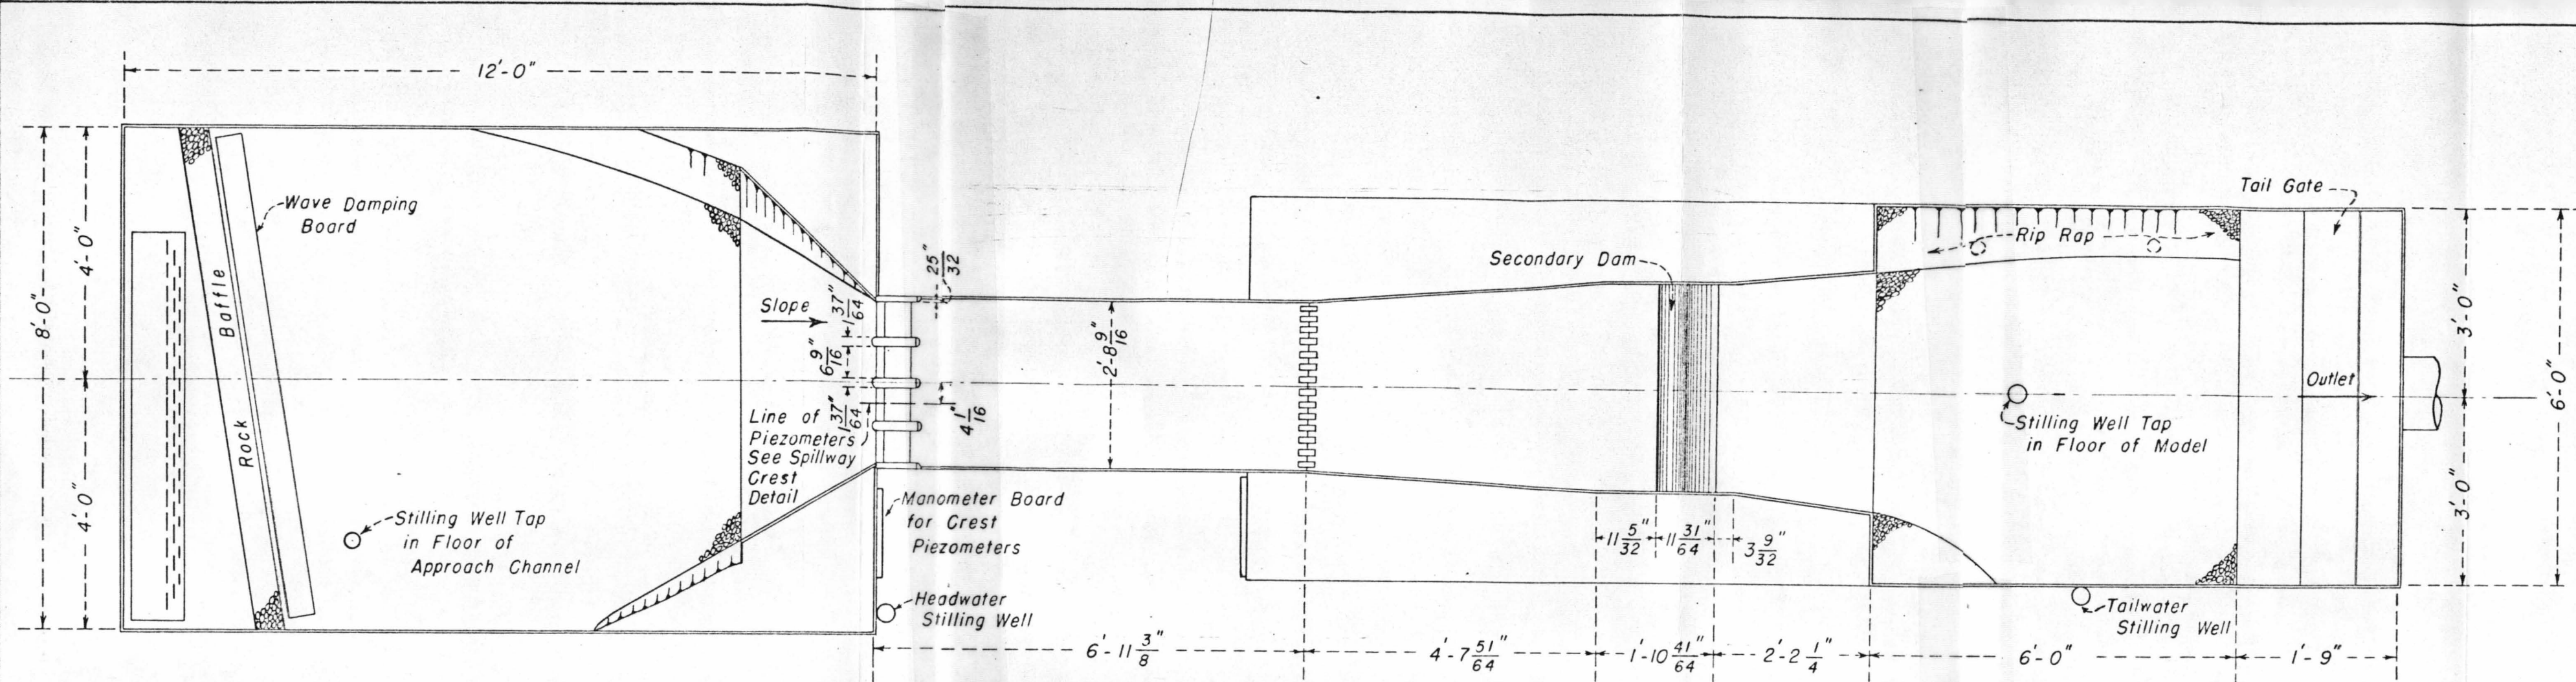 12'-0"
8'-0"
4'-0"
4'-0"
Wave Damping
Board
Rock Baffle
Stilling Well Tap
in Floor of
Approach Channel
Slope
25/32"
1 37/64"
6 9/16"
1 37/64"
4 1/16"
Line of
Piezometers
See Spillway
Crest
Detail
Manometer Board
for Crest
Piezometers
Headwater
Stilling Well
2'-8 9/16"
Secondary Dam
11 5/32"
11 31/64"
3 9/32"
Rip Rap
Tail Gate
Outlet
Stilling Well Tap
in Floor of Model
Tailwater
Stilling Well
3'-0"
3'-0"
6'-0"
6'-11 3/8"
4'-7 51/64"
1'-10 41/64"
2'-2 1/4"
6'-0"
1'-9"